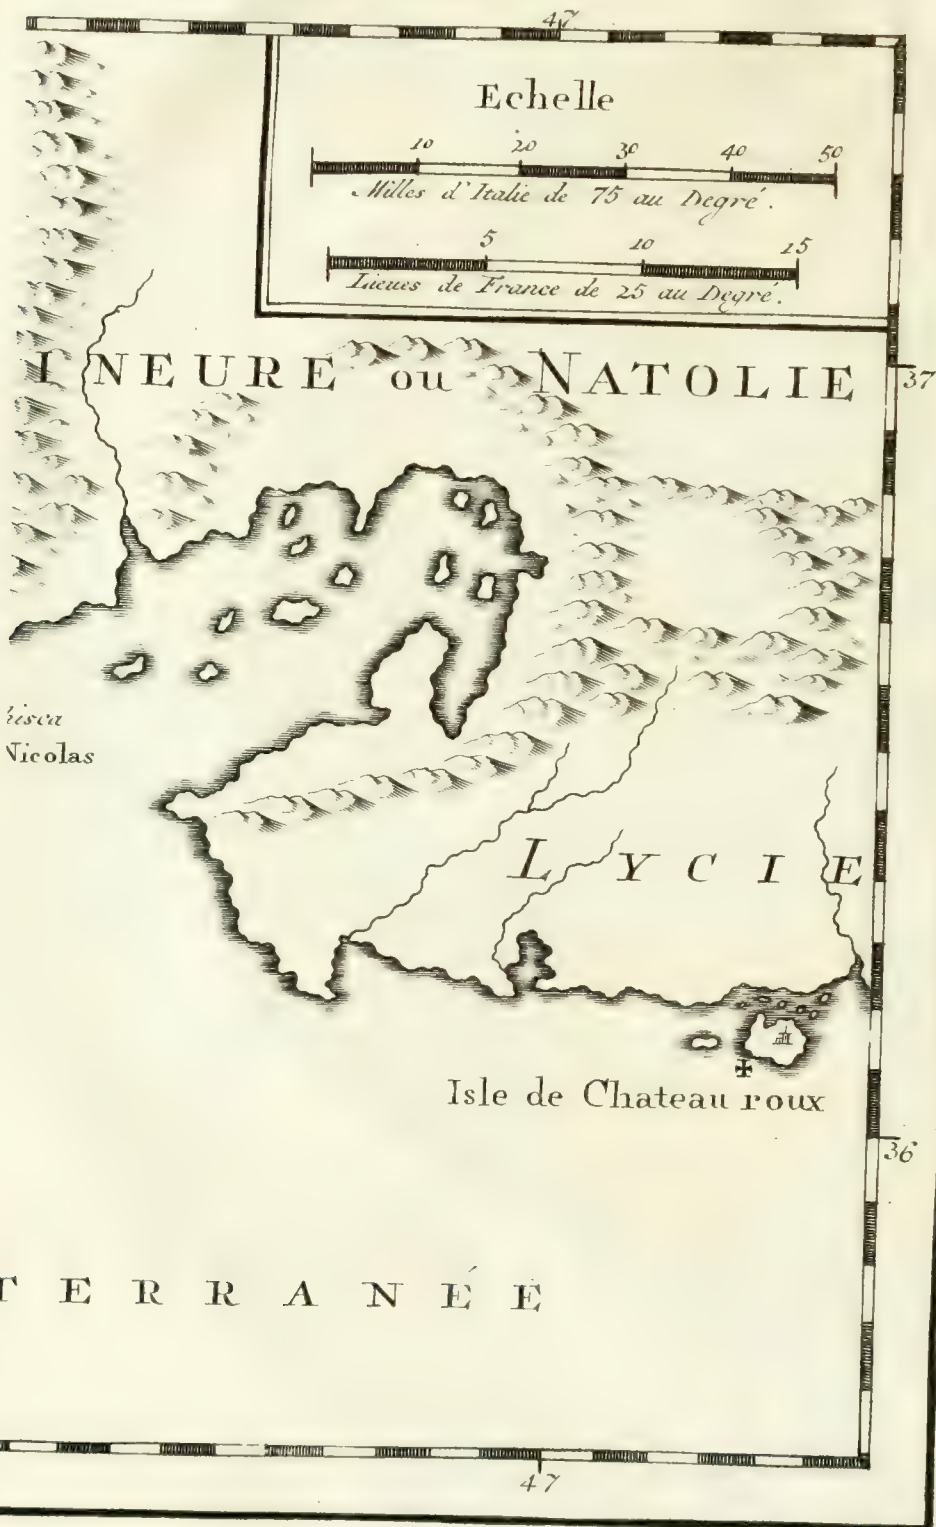 47
Echelle
10 20 30 40 50
Milles d'Italie de 75 au Degré.
5 10 15
Lieues de France de 25 au Degré.
INEURE ou NATOLIE
37
Nicolas
LYCIE
Isle de Chateau roux
36
TERRANÉE
47